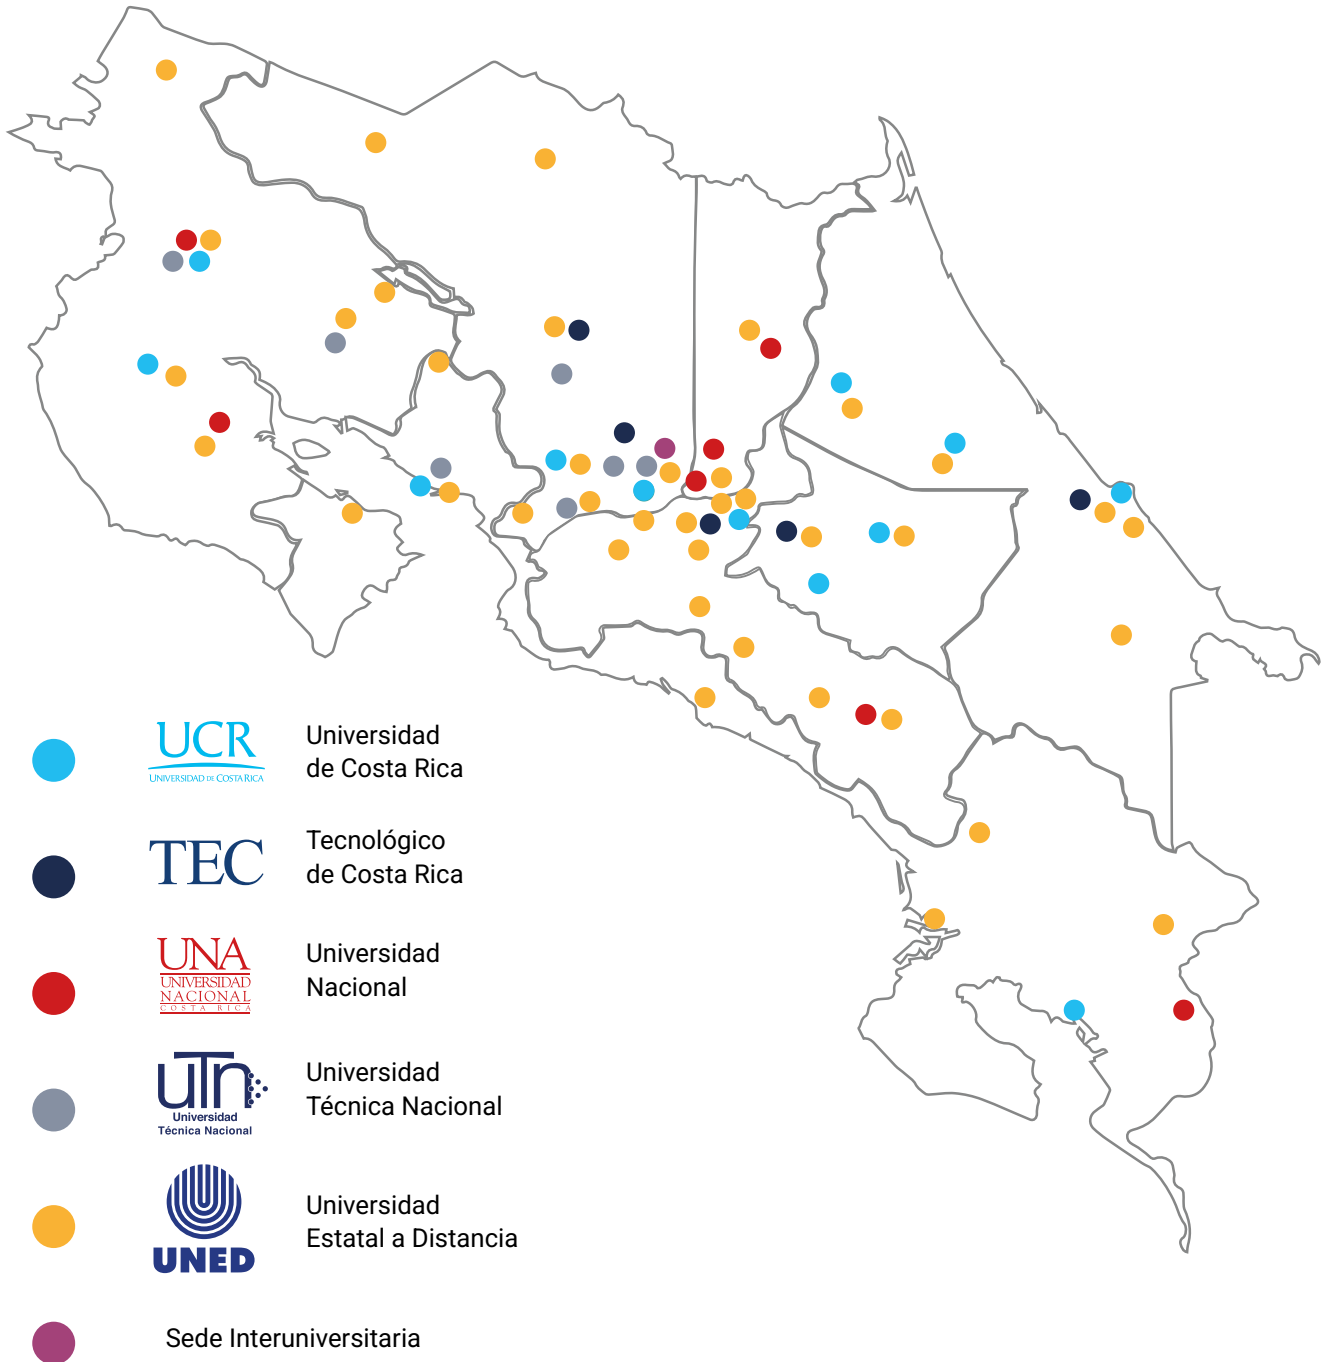 UCR
UNIVERSIDAD DE COSTA RICA
Universidad
de Costa Rica
TEC
Tecnológico
de Costa Rica
UNA
UNIVERSIDAD
NACIONAL
COSTA RICA
Universidad
Nacional
uTn
Universidad
Técnica Nacional
Universidad
Técnica Nacional
UNED
Universidad
Estatal a Distancia
Sede Interuniversitaria